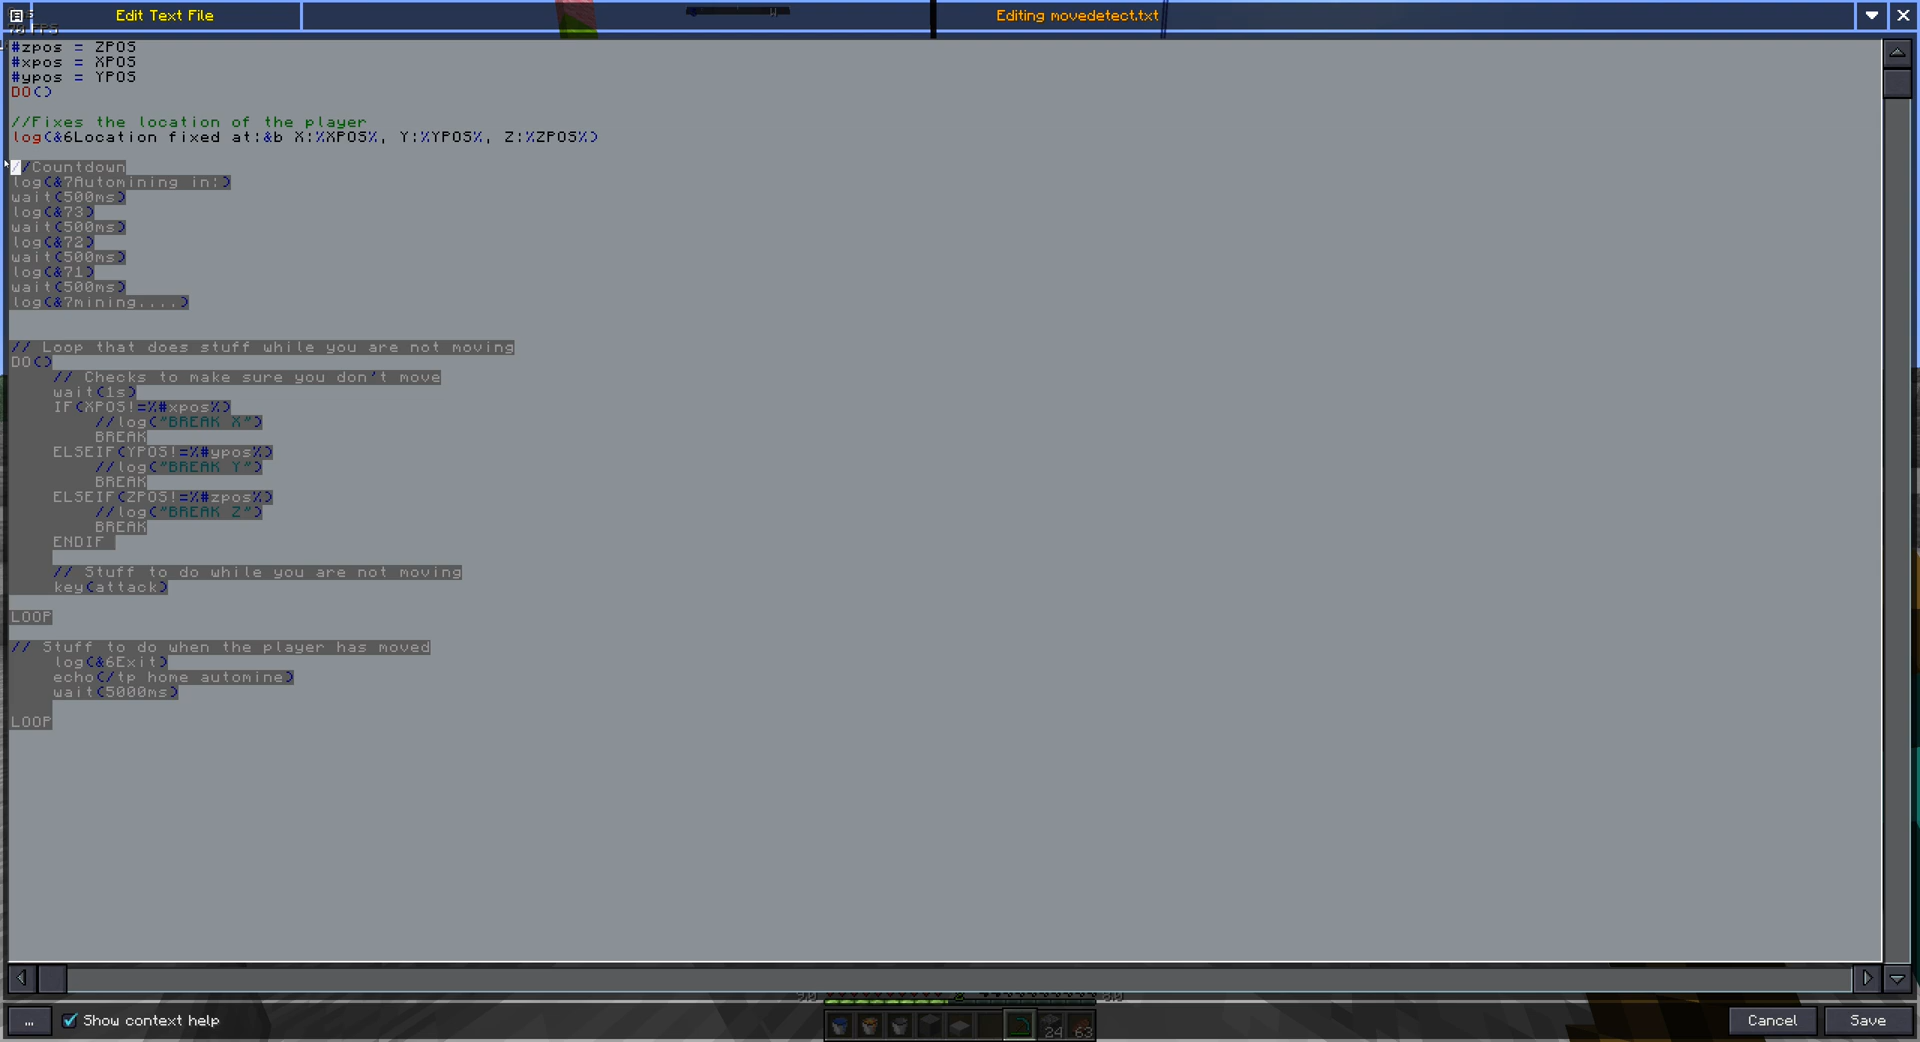 Edit Text File
Editing movedetect.txt
#zpos = ZPOS
#xpos = XPOS
#ypos = YPOS
DO()
//Fixes the location of the player
log(&6Location fixed at:&b X:%XPOS%, Y:%YPOS%, Z:%ZPOS%)
//Countdown
log(&7Automining in:)
wait(500ms)
log(&73)
wait(500ms)
log(&72)
wait(500ms)
log(&71)
wait(500ms)
log(&7mining....)
// Loop that does stuff while you are not moving
DO()
// Checks to make sure you don't move
wait(1s)
IF(XPOS!=%#xpos%)
//log("BREAK X")
BREAK
ELSEIF(YPOS!=%#ypos%)
//log("BREAK Y")
BREAK
ELSEIF(ZPOS!=%#zpos%)
//log("BREAK Z")
BREAK
ENDIF
// Stuff to do while you are not moving
key(attack)
LOOP
// Stuff to do when the player has moved
log(&6Exit)
echo(/tp home automine)
wait(5000ms)
LOOP
... Show context help
24 63
Cancel Save